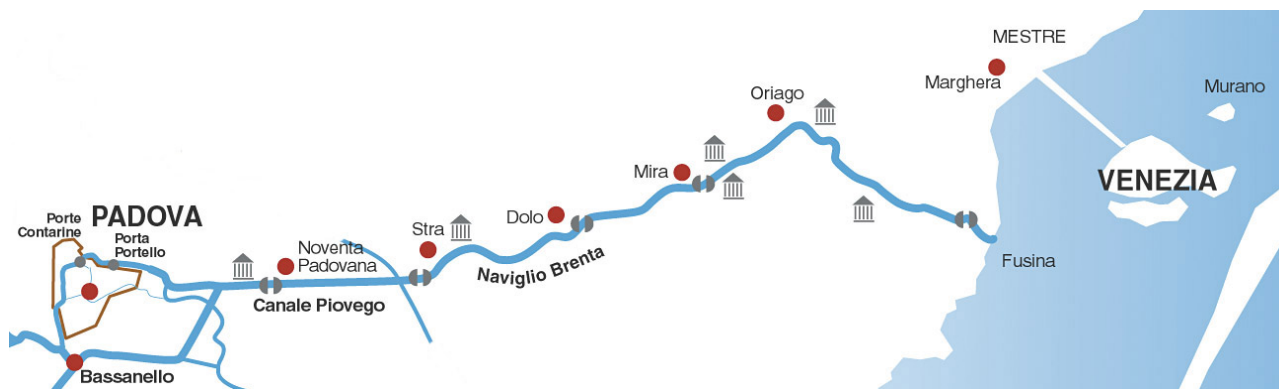 MESTRE
Marghera
Murano
Oriago
VENEZIA
Mira
Dolo
Stra
PADOVA
Porte
Contarine
Porta
Portello
Noventa
Padovana
Naviglio Brenta
Fusina
Canale Piovego
Bassanello